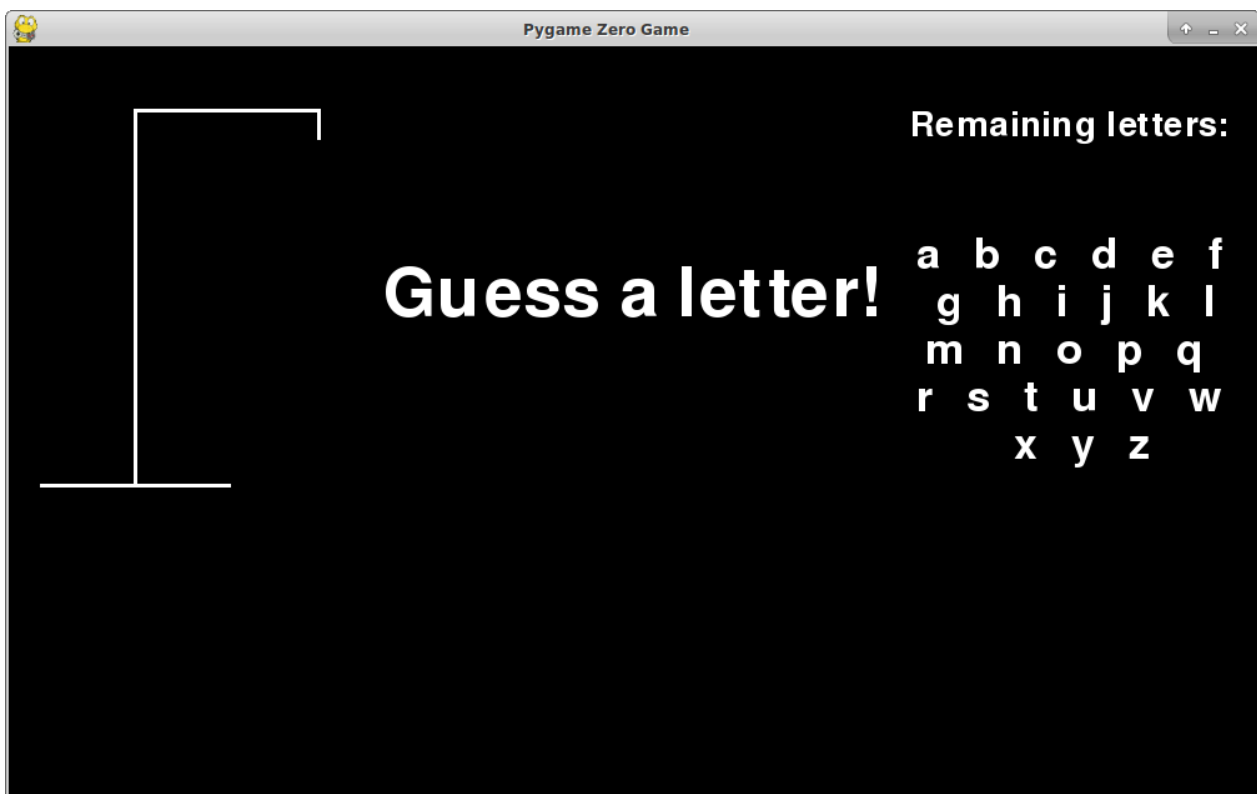 Pygame Zero Game
Remaining letters:
Guess a letter!
a b c d e f
g h i j k l
m n o p q
r s t u v w
x y z